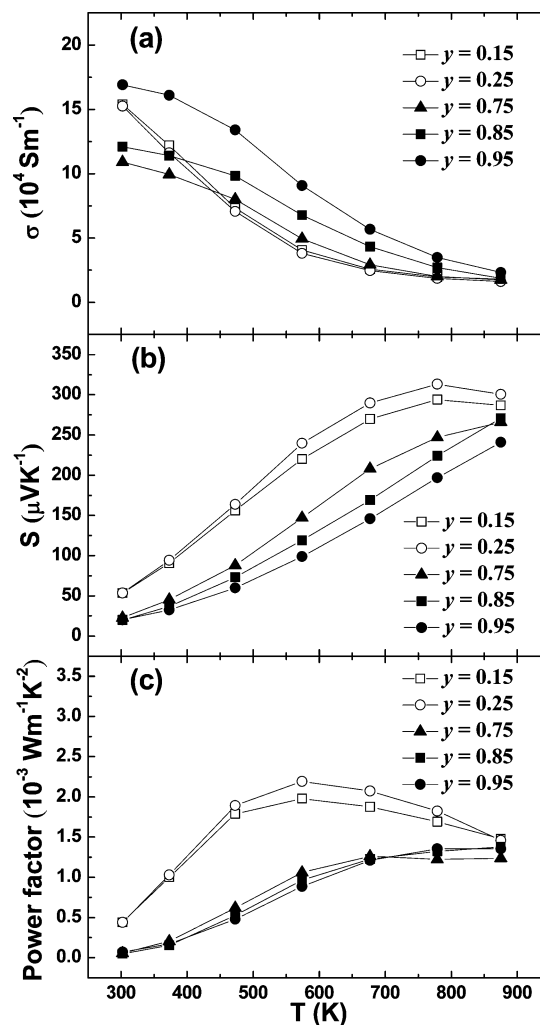 (a)
20
15
10
5
0
σ (10⁴ Sm⁻¹)
y = 0.15
y = 0.25
y = 0.75
y = 0.85
y = 0.95
(b)
350
300
250
200
150
100
50
0
S (μVK⁻¹)
y = 0.15
y = 0.25
y = 0.75
y = 0.85
y = 0.95
(c)
3.5
3.0
2.5
2.0
1.5
1.0
0.5
0.0
Power factor (10⁻³ Wm⁻¹K⁻²)
y = 0.15
y = 0.25
y = 0.75
y = 0.85
y = 0.95
300 400 500 600 700 800 900
T (K)